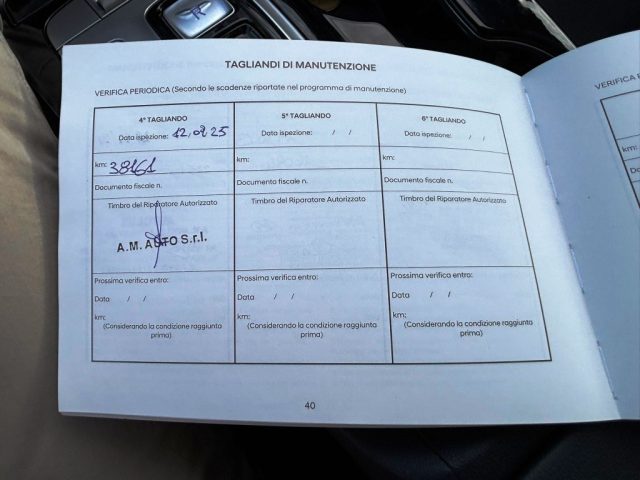 TAGLIANDI DI MANUTENZIONE
VERIFICA PERIODICA (Secondo le scadenze riportate nel programma di manutenzione)
4° TAGLIANDO
Data ispezione: 12.02.25
km: 38161
Documento fiscale n.
Timbro del Riparatore Autorizzato
A.M. AUTO S.r.l.
Prossima verifica entro:
Data / /
km:
(Considerando la condizione raggiunta
prima)
5° TAGLIANDO
Data ispezione: / /
km:
Documento fiscale n.
Timbro del Riparatore Autorizzato
Prossima verifica entro:
Data / /
km:
(Considerando la condizione raggiunta
prima)
6° TAGLIANDO
Data ispezione: / /
km:
Documento fiscale n.
Timbro del Riparatore Autorizzato
Prossima verifica entro:
Data / /
km:
(Considerando la condizione raggiunta
prima)
40
VERIFICA
km:
Docum